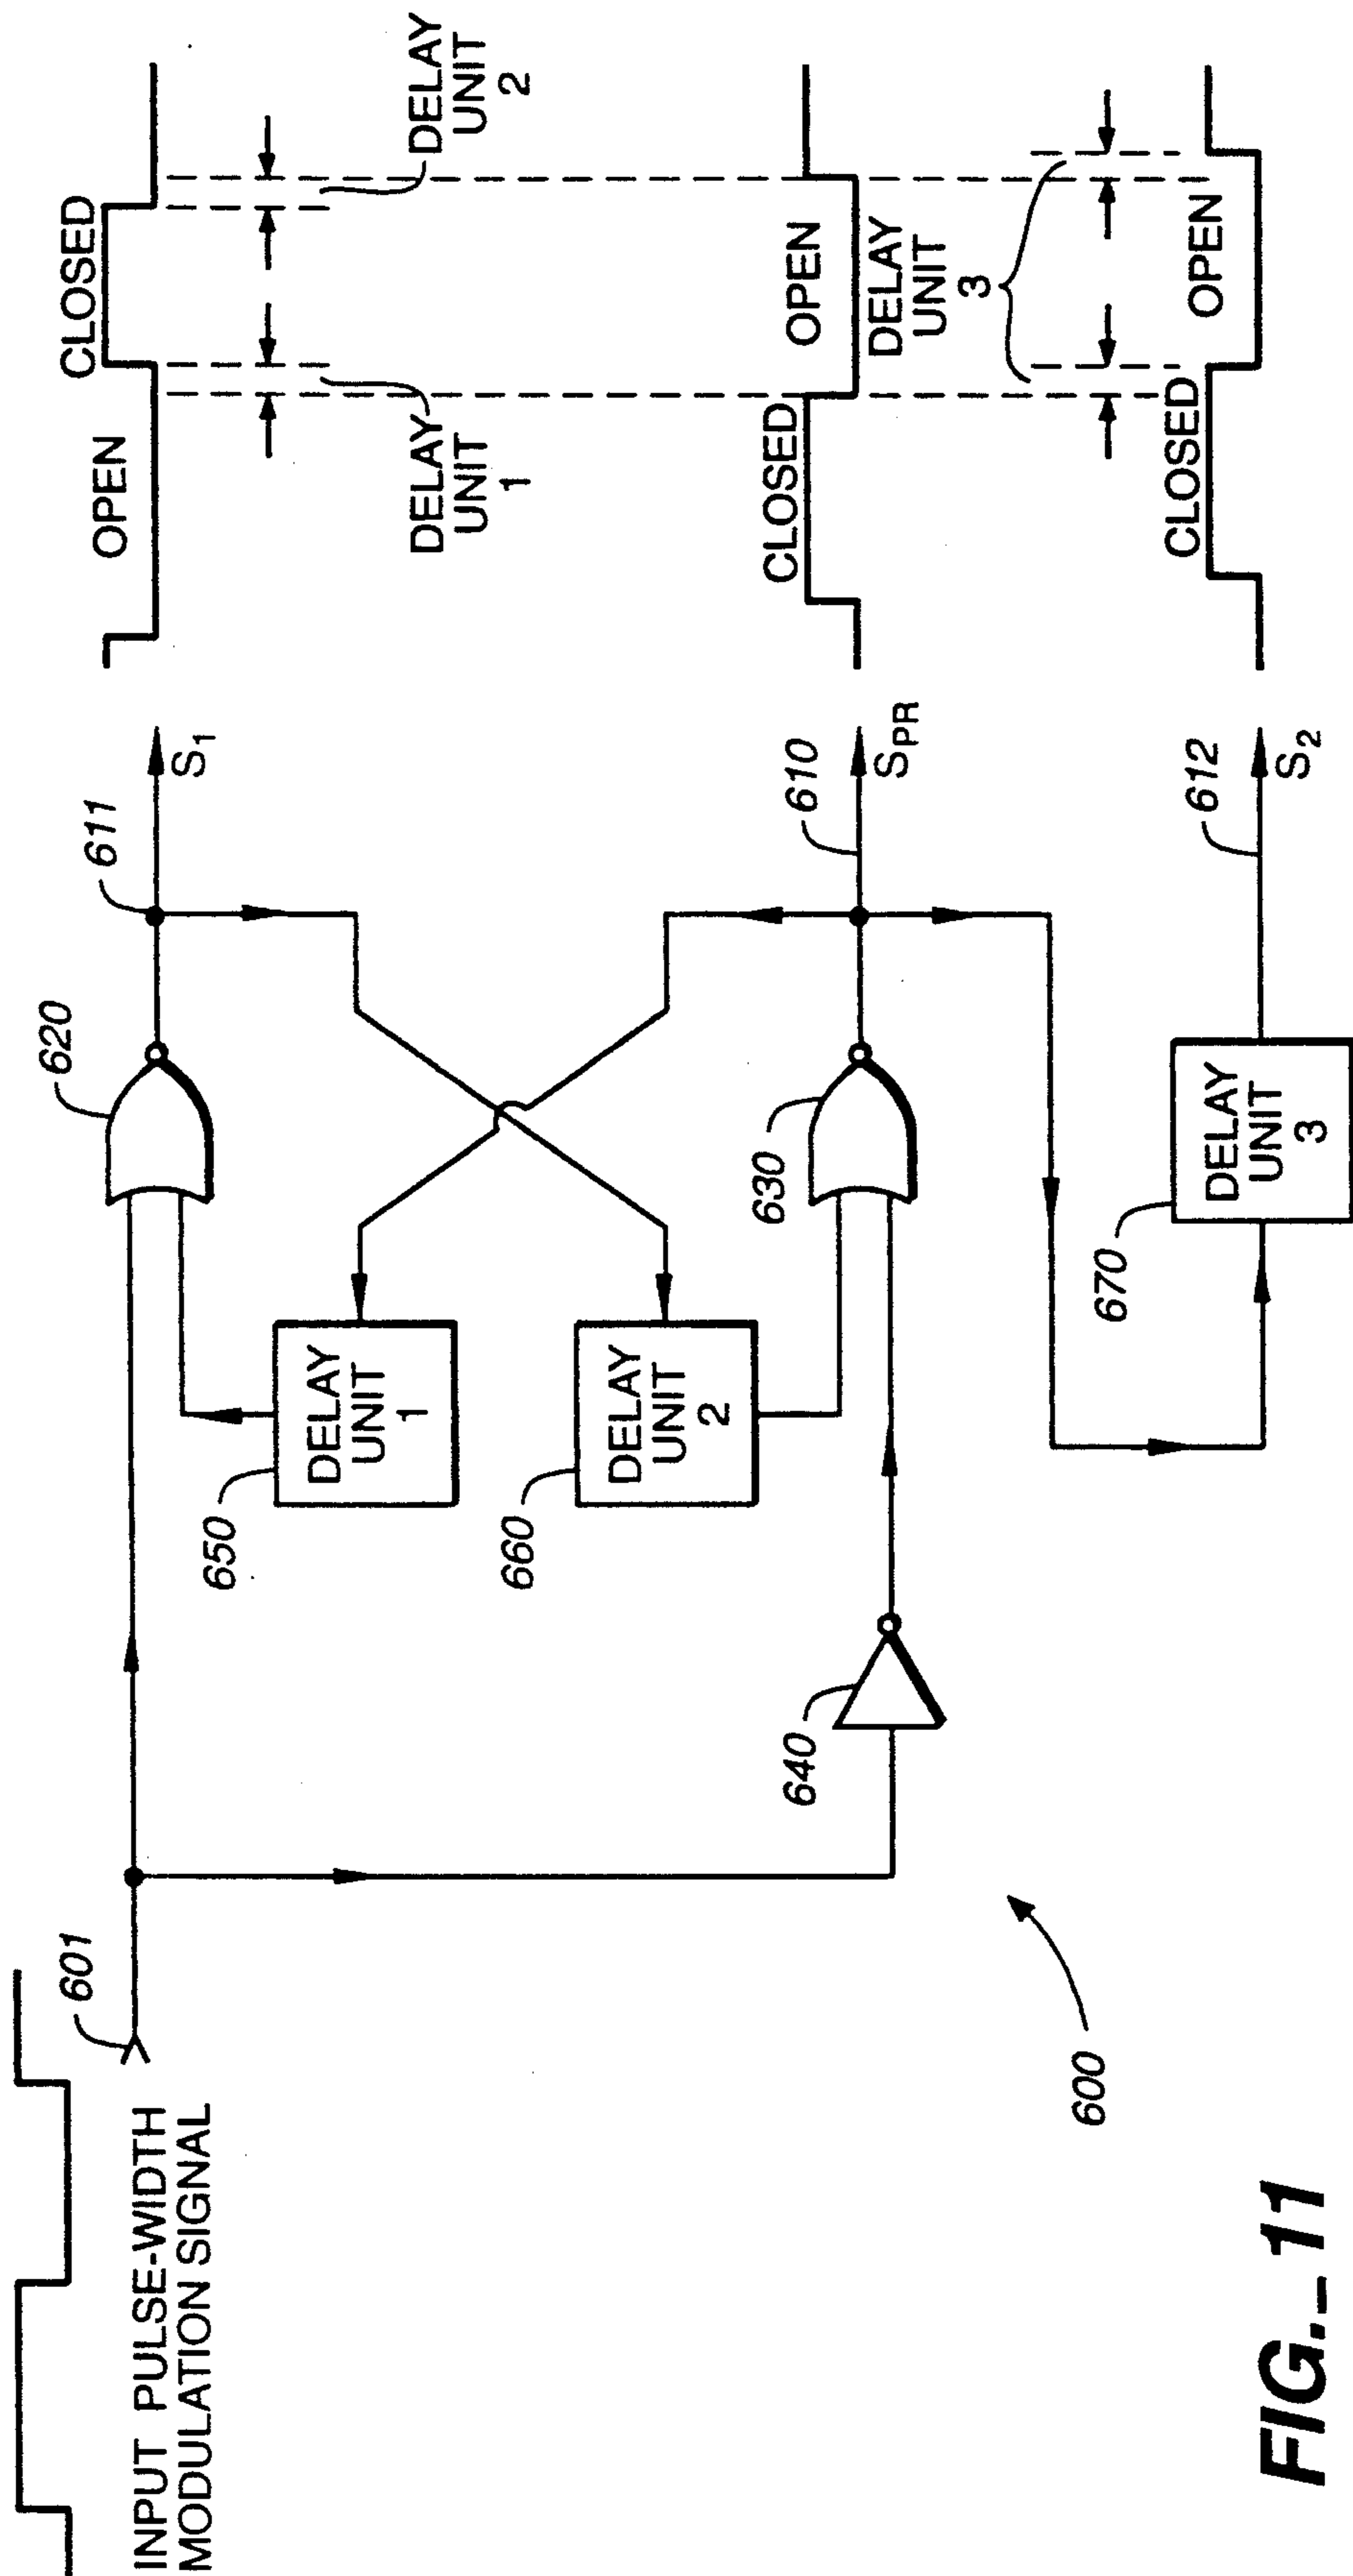 INPUT PULSE-WIDTH
MODULATION SIGNAL
601
620
611
S1
OPEN
CLOSED
650
DELAY
UNIT
1
660
DELAY
UNIT
2
DELAY
UNIT
1
DELAY
UNIT
2
640
630
610
SPR
CLOSED
OPEN
DELAY
UNIT
3
600
670
DELAY
UNIT
3
612
S2
CLOSED
OPEN
FIG._11